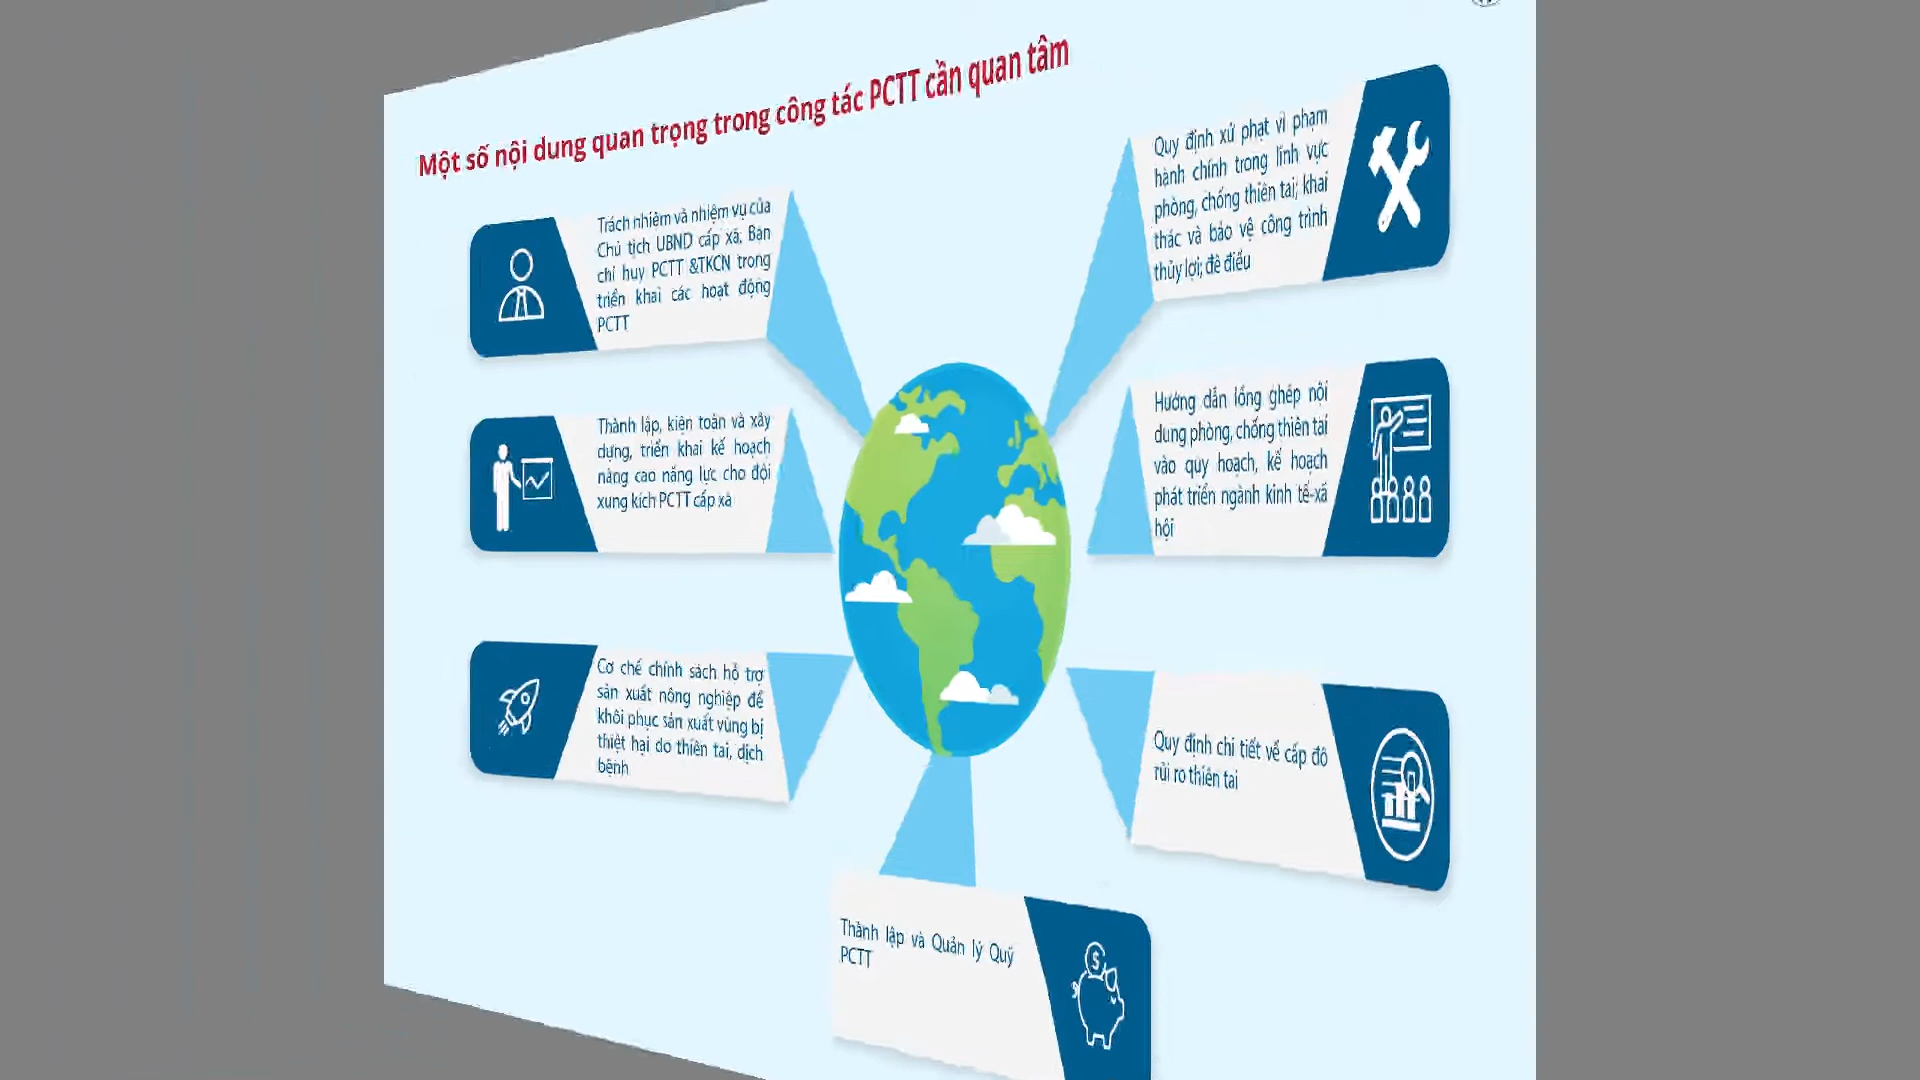 Một số nội dung quan trọng trong công tác PCTT cần quan tâm
Trách nhiệm và nhiệm vụ của
Chủ tịch UBND cấp xã; Ban
chỉ huy PCTT &TKCN trong
triển khai các hoạt động
PCTT
Thành lập, kiện toàn và xây
dựng, triển khai kế hoạch
nâng cao năng lực cho đội
xung kích PCTT cấp xã
Cơ chế chính sách hỗ trợ
sản xuất nông nghiệp để
khôi phục sản xuất vùng bị
thiệt hại do thiên tai, dịch
bệnh
Quy định xử phạt vi phạm
hành chính trong lĩnh vực
phòng, chống thiên tai; khai
thác và bảo vệ công trình
thủy lợi; đê điều
Hướng dẫn lồng ghép nội
dung phòng, chống thiên tai
vào quy hoạch, kế hoạch
phát triển ngành kinh tế-xã
hội
Quy định chi tiết về cấp độ
rủi ro thiên tai
Thành lập và Quản lý Quỹ
PCTT